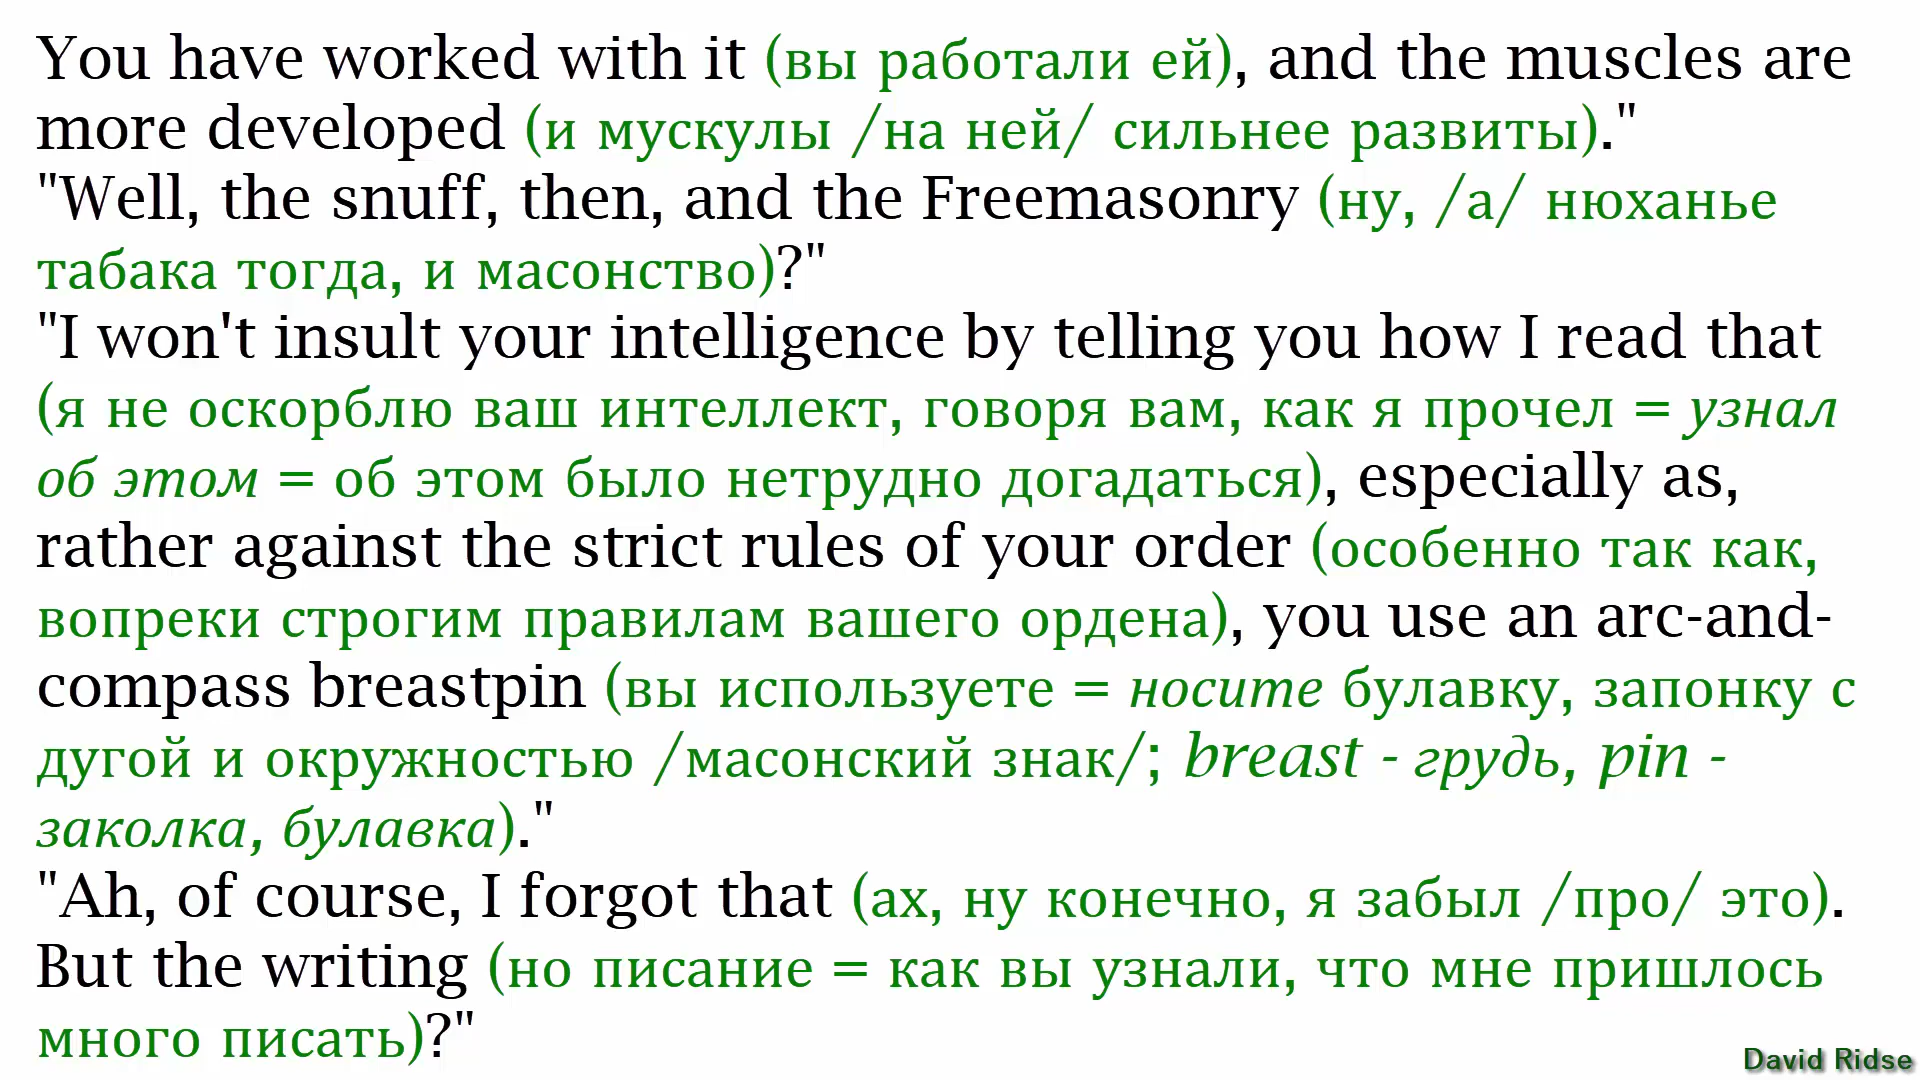 You have worked with it (вы работали ей), and the muscles are
more developed (и мускулы /на ней/ сильнее развиты)."
"Well, the snuff, then, and the Freemasonry (ну, /а/ нюханье
табака тогда, и масонство)?"
"I won't insult your intelligence by telling you how I read that
(я не оскорблю ваш интеллект, говоря вам, как я прочел = узнал
об этом = об этом было нетрудно догадаться), especially as,
rather against the strict rules of your order (особенно так как,
вопреки строгим правилам вашего ордена), you use an arc-and-
compass breastpin (вы используете = носите булавку, запонку с
дугой и окружностью /масонский знак/; breast - грудь, pin -
заколка, булавка)."
"Ah, of course, I forgot that (ах, ну конечно, я забыл /про/ это).
But the writing (но писание = как вы узнали, что мне пришлось
много писать)?"
David Ridse